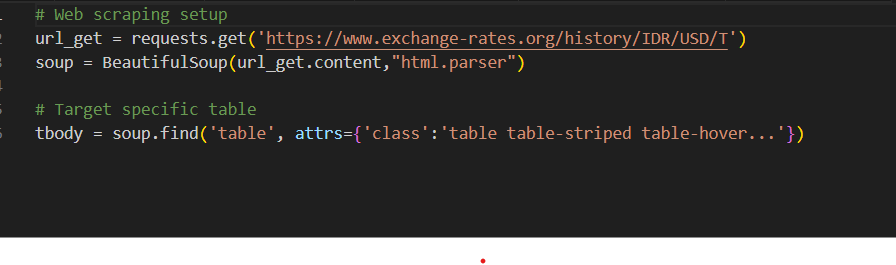 # Web scraping setup
url_get = requests.get('https://www.exchange-rates.org/history/IDR/USD/T')
soup = BeautifulSoup(url_get.content,"html.parser")
# Target specific table
tbody = soup.find('table', attrs={'class':'table table-striped table-hover...'})